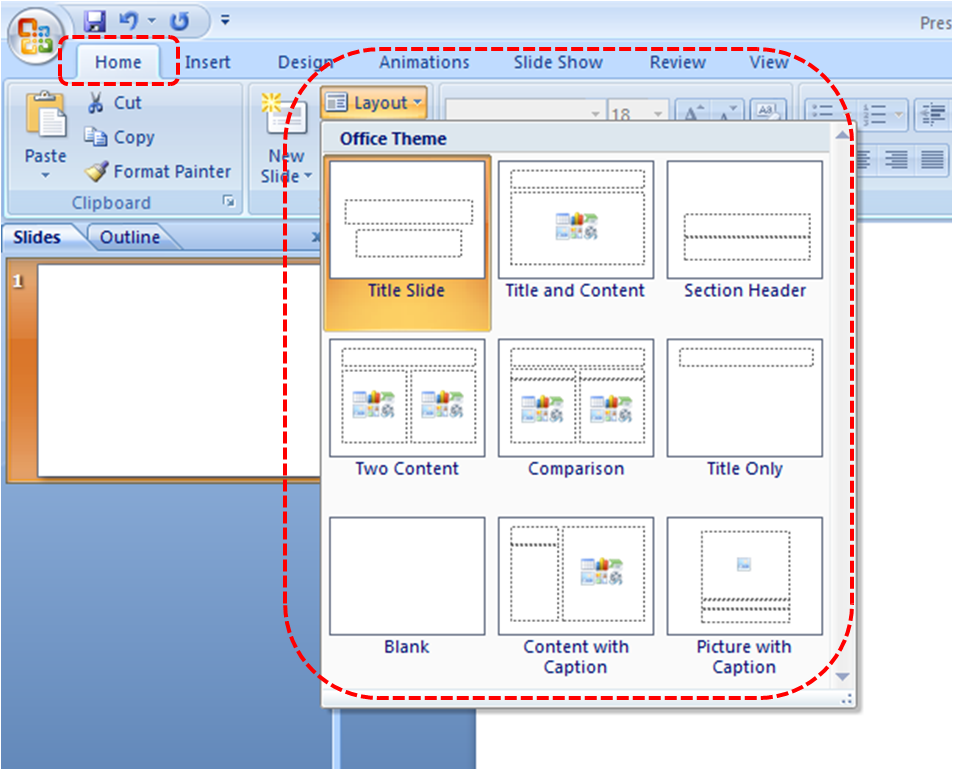 Pres
Home Insert Design Animations Slide Show Review View
Paste
Cut
Copy
Format Painter
Clipboard
New
Slide
Layout
18
Slides Outline x
1
Office Theme
Title Slide Title and Content Section Header
Two Content Comparison Title Only
Blank Content with Caption Picture with Caption